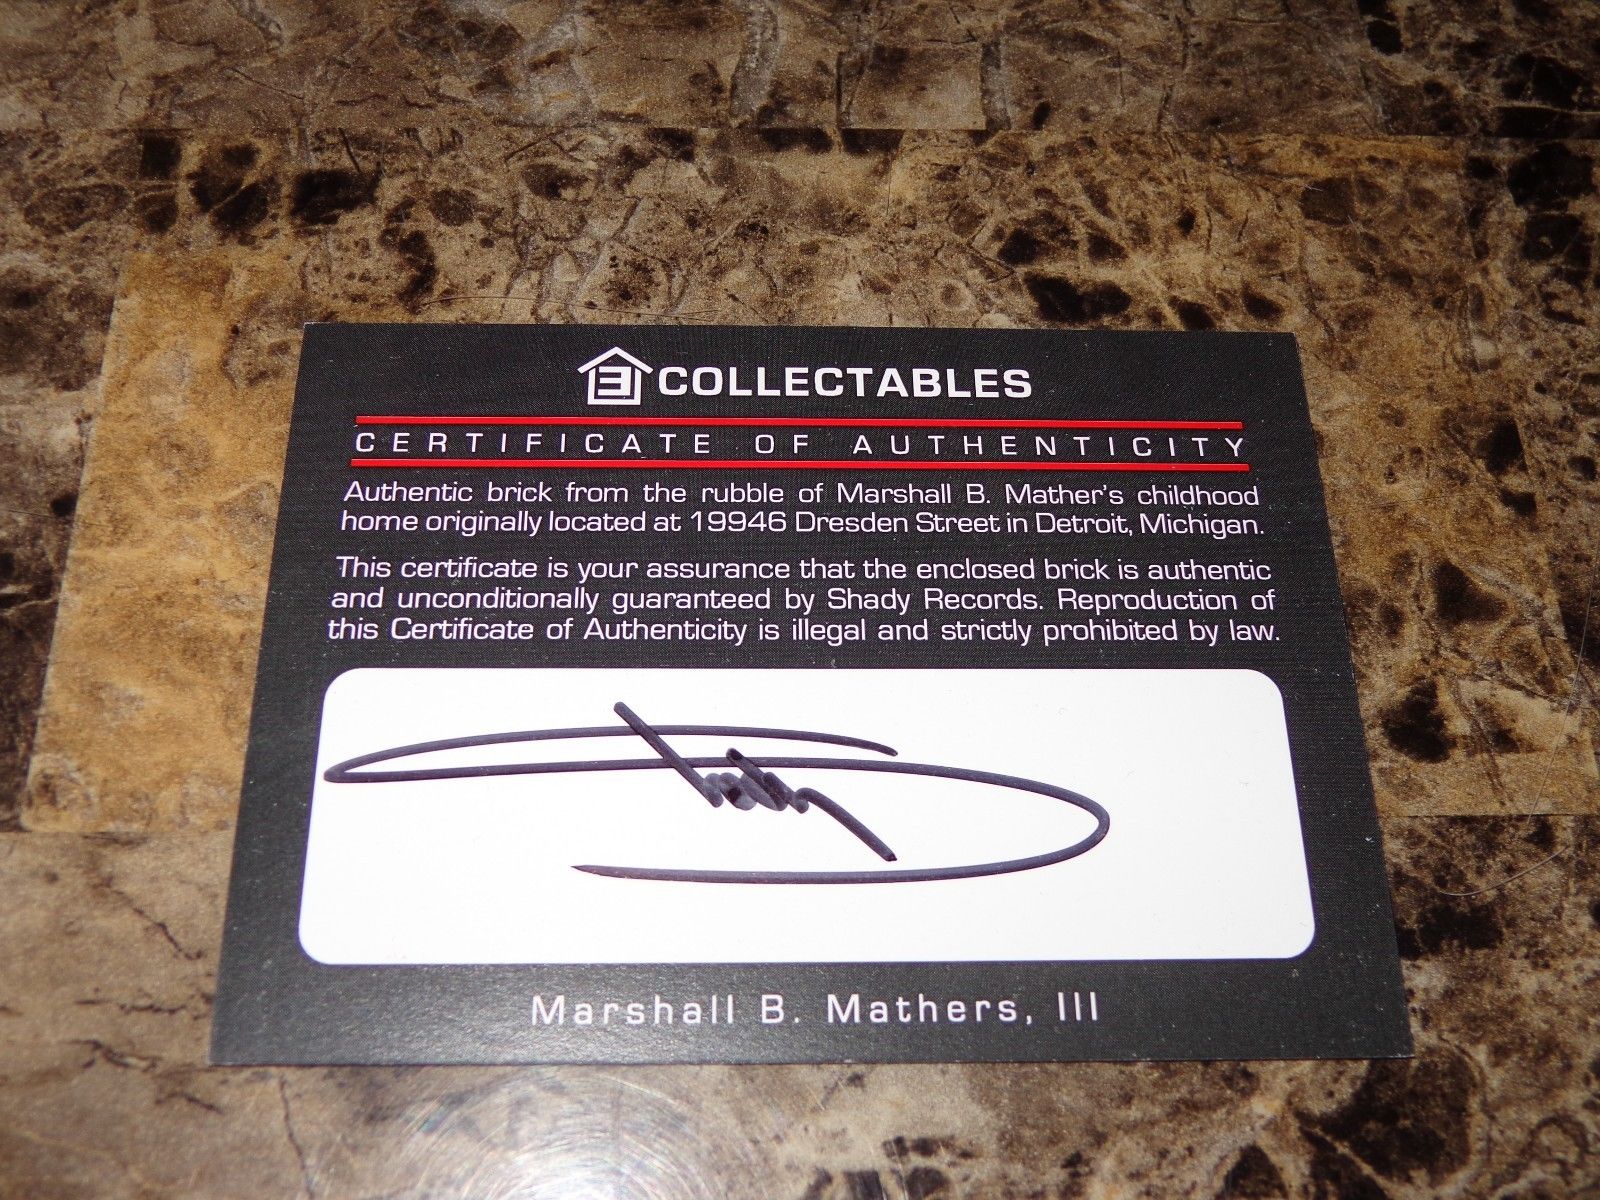 E COLLECTABLES
CERTIFICATE OF AUTHENTICITY
Authentic brick from the rubble of Marshall B. Mather's childhood
home originally located at 19946 Dresden Street in Detroit, Michigan.
This certificate is your assurance that the enclosed brick is authentic
and unconditionally guaranteed by Shady Records. Reproduction of
this Certificate of Authenticity is illegal and strictly prohibited by law.
Marshall B. Mathers, III